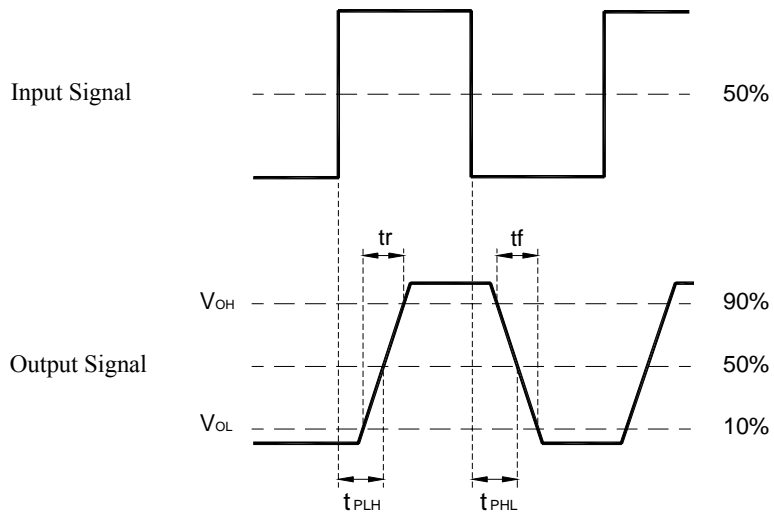 Input Signal
50%
tr
tf
VOH
90%
Output Signal
50%
VOL
10%
tPLH
tPHL